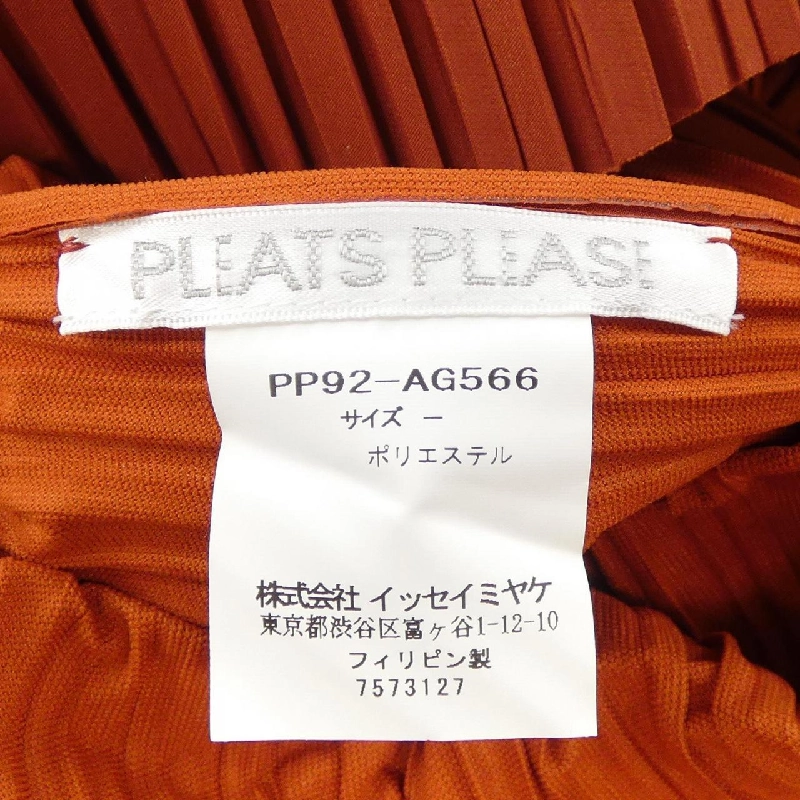 PLEATS PLEASE
PP92-AG566
サイズ ー
ポリエステル
株式会社 イッセイミヤケ
東京都渋谷区富ヶ谷1-12-10
フィリピン製
7573127